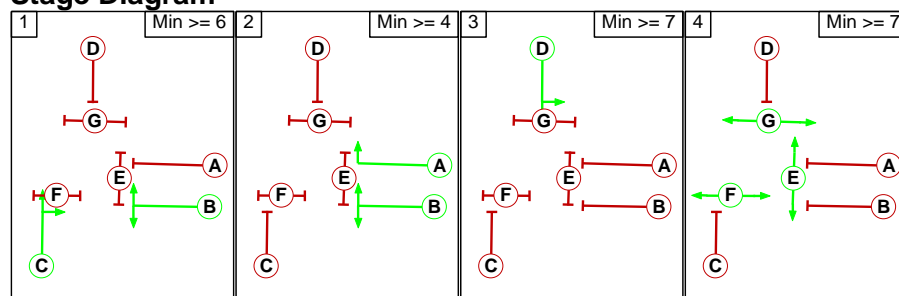 Stage Diagram
1 Min >= 6 2 Min >= 4 3 Min >= 7 4 Min >= 7
D D D D
G G G G
A A A
E E E E
F F F F
B B B B
C C C C
A